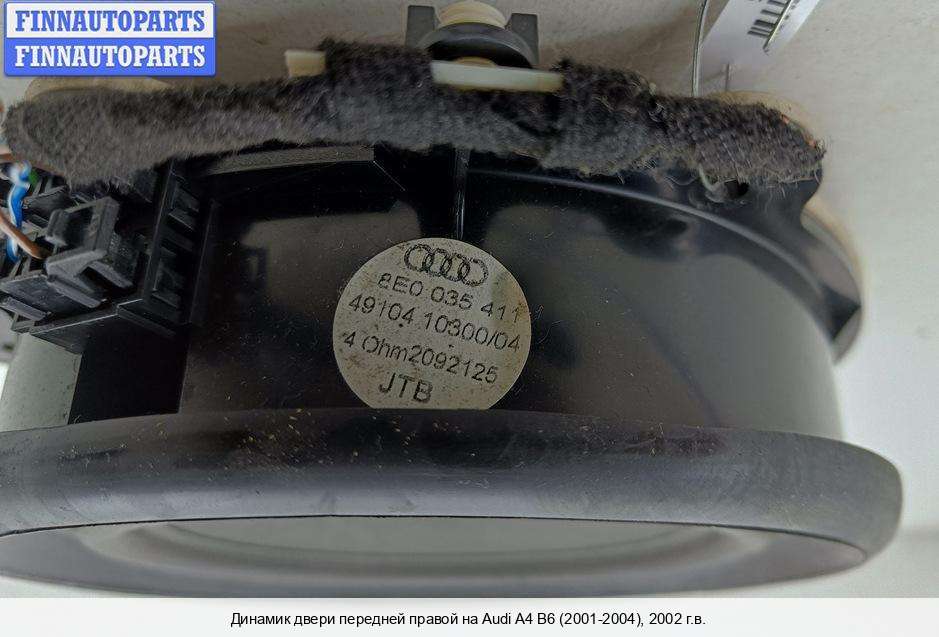 FINNAUTOPARTS
FINNAUTOPARTS
8E0 035 411
49104 10300/04
4 Ohm2092125
JTB
Динамик двери передней правой на Audi A4 B6 (2001-2004), 2002 г.в.